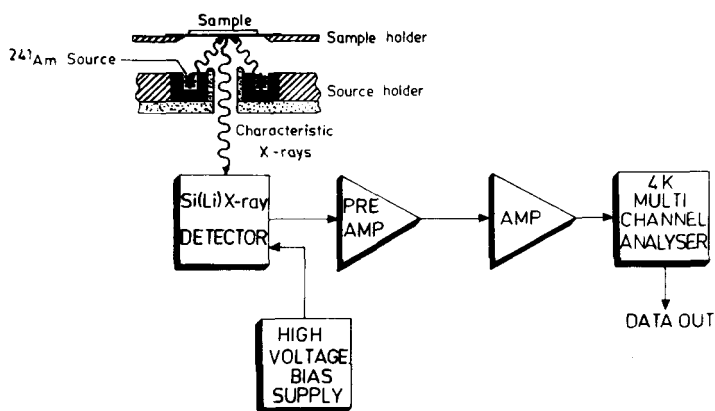 Sample
Sample holder
241Am Source
Source holder
Characteristic
X-rays
Si(Li)X-ray
DETECTOR
PRE
AMP
AMP
4K
MULTI
CHANNEL
ANALYSER
HIGH
VOLTAGE
BIAS
SUPPLY
DATA OUT